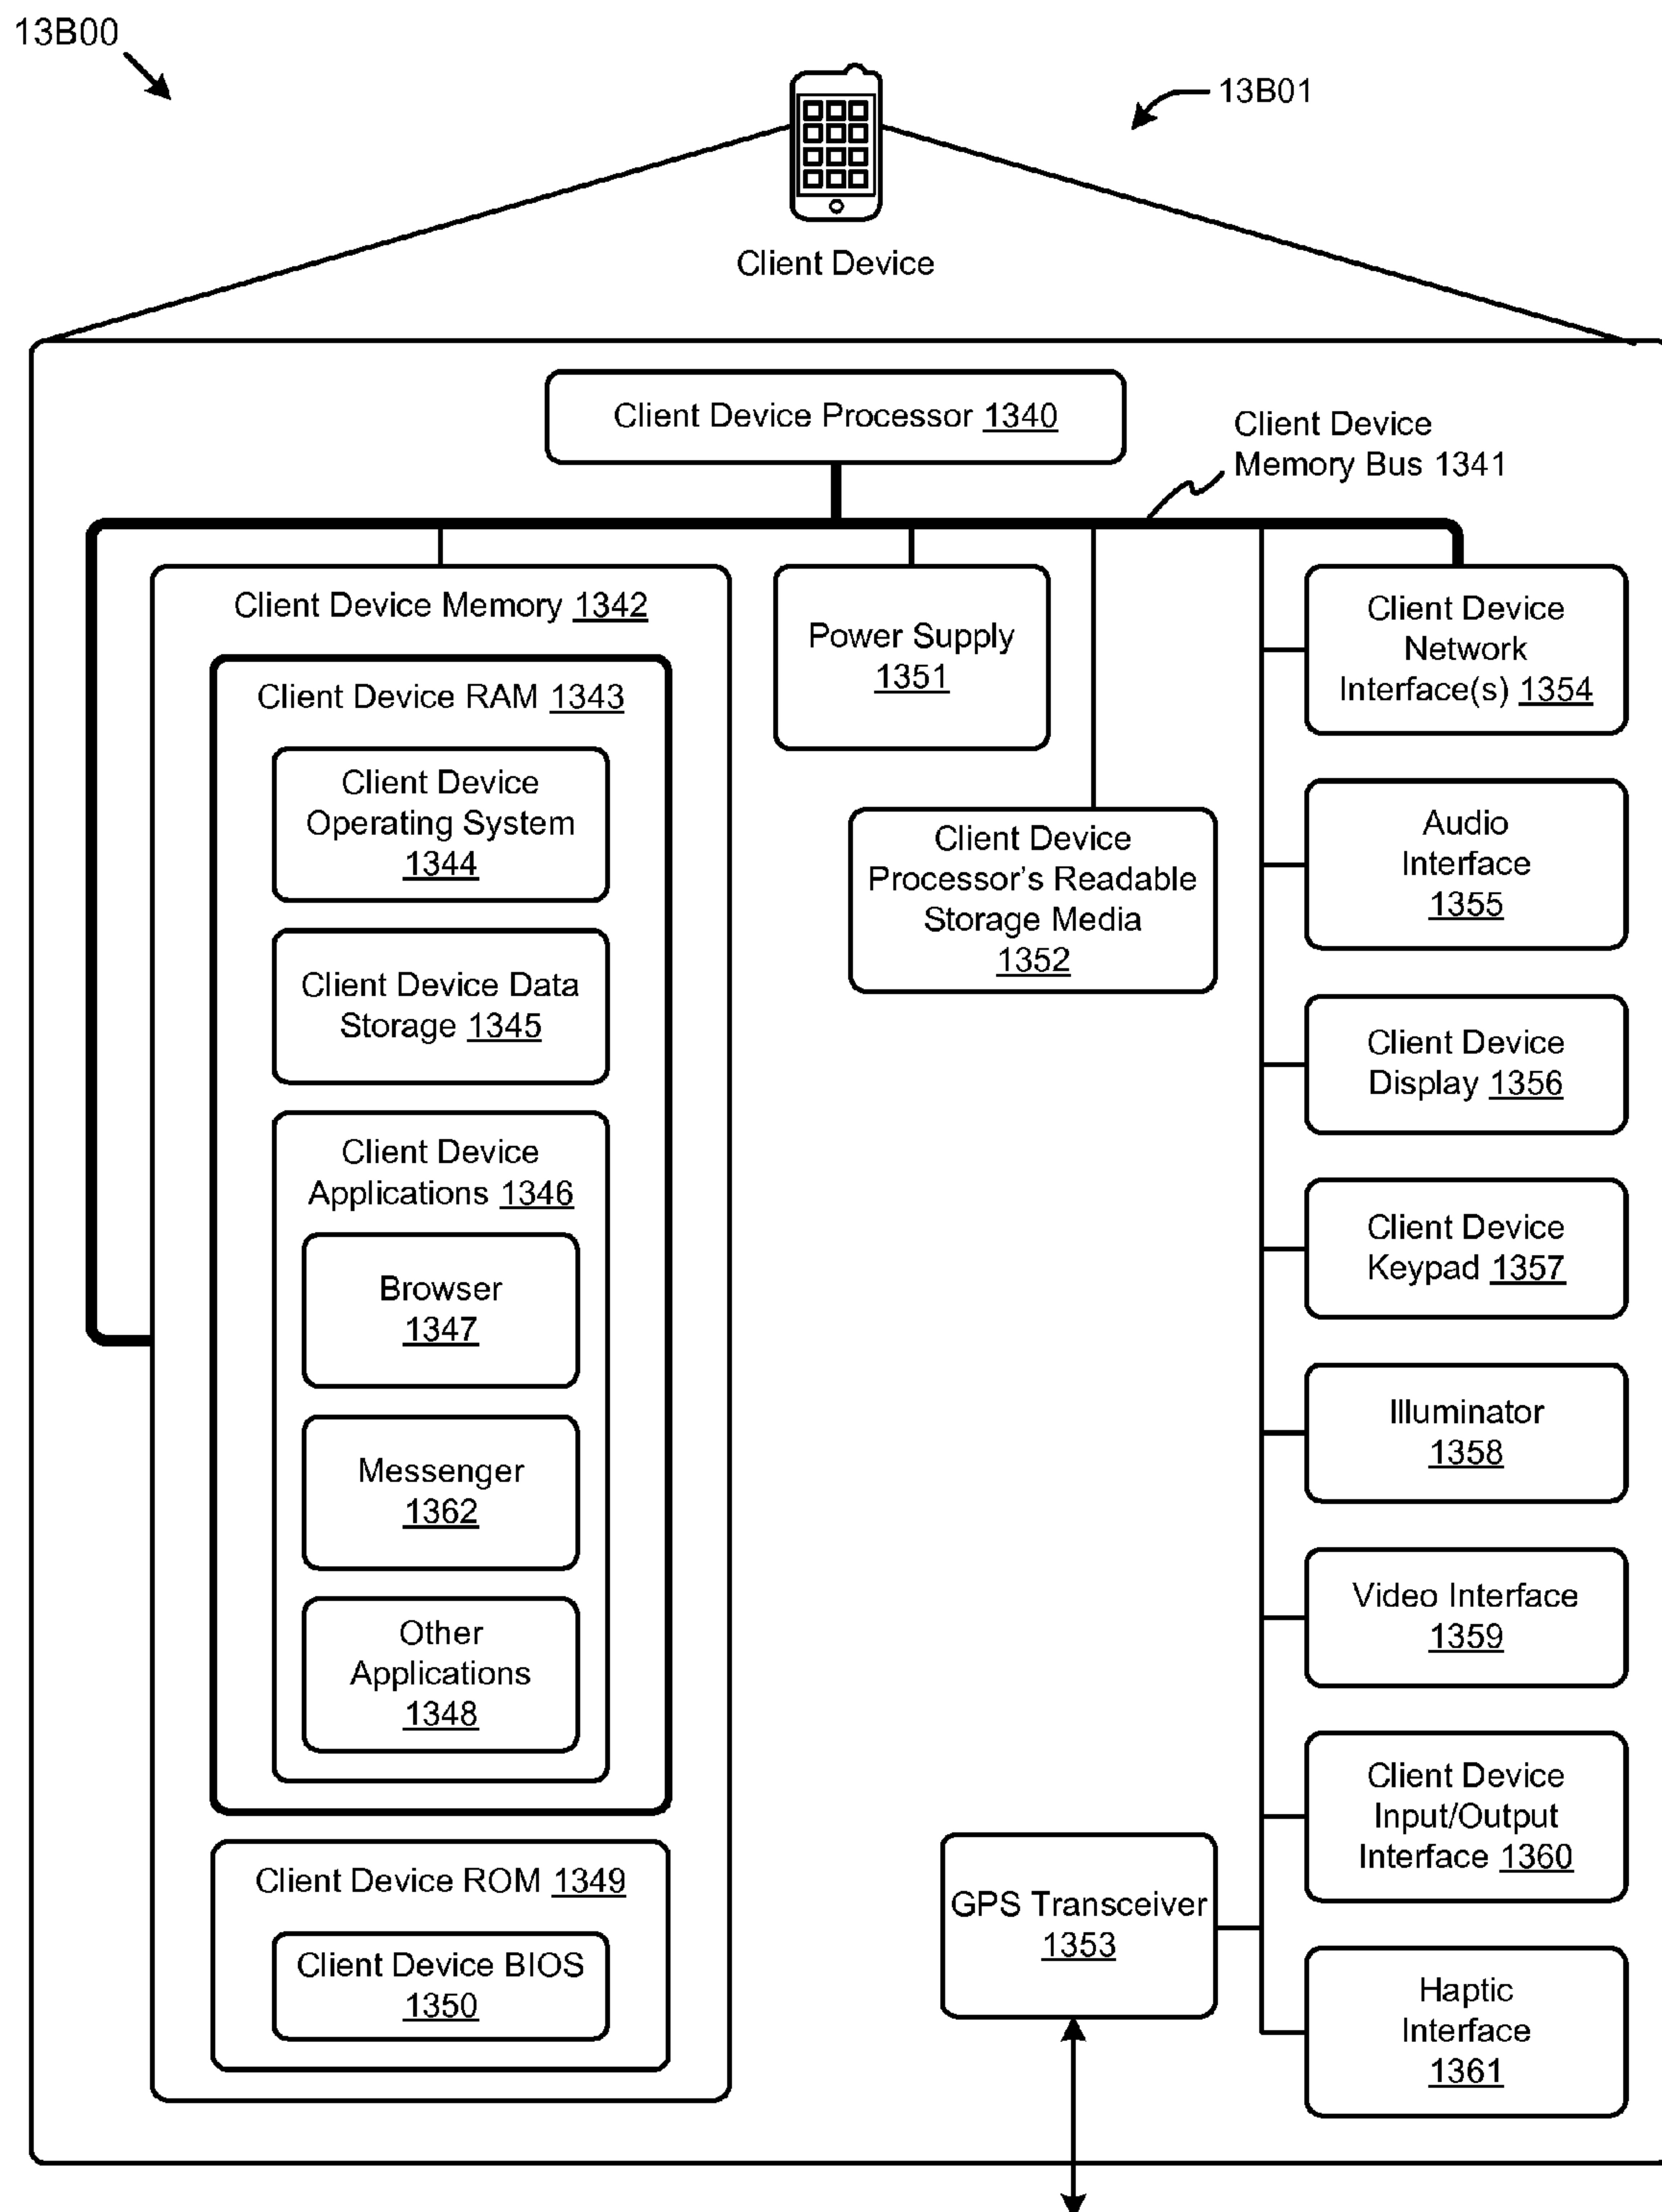 13B00
13B01
Client Device
Client Device Processor 1340
Client Device
Memory Bus 1341
Client Device Memory 1342
Client Device RAM 1343
Client Device
Operating System
1344
Client Device Data
Storage 1345
Client Device
Applications 1346
Browser
1347
Messenger
1362
Other
Applications
1348
Client Device ROM 1349
Client Device BIOS
1350
Power Supply
1351
Client Device
Processor’s Readable
Storage Media
1352
GPS Transceiver
1353
Client Device
Network
Interface(s) 1354
Audio
Interface
1355
Client Device
Display 1356
Client Device
Keypad 1357
Illuminator
1358
Video Interface
1359
Client Device
Input/Output
Interface 1360
Haptic
Interface
1361